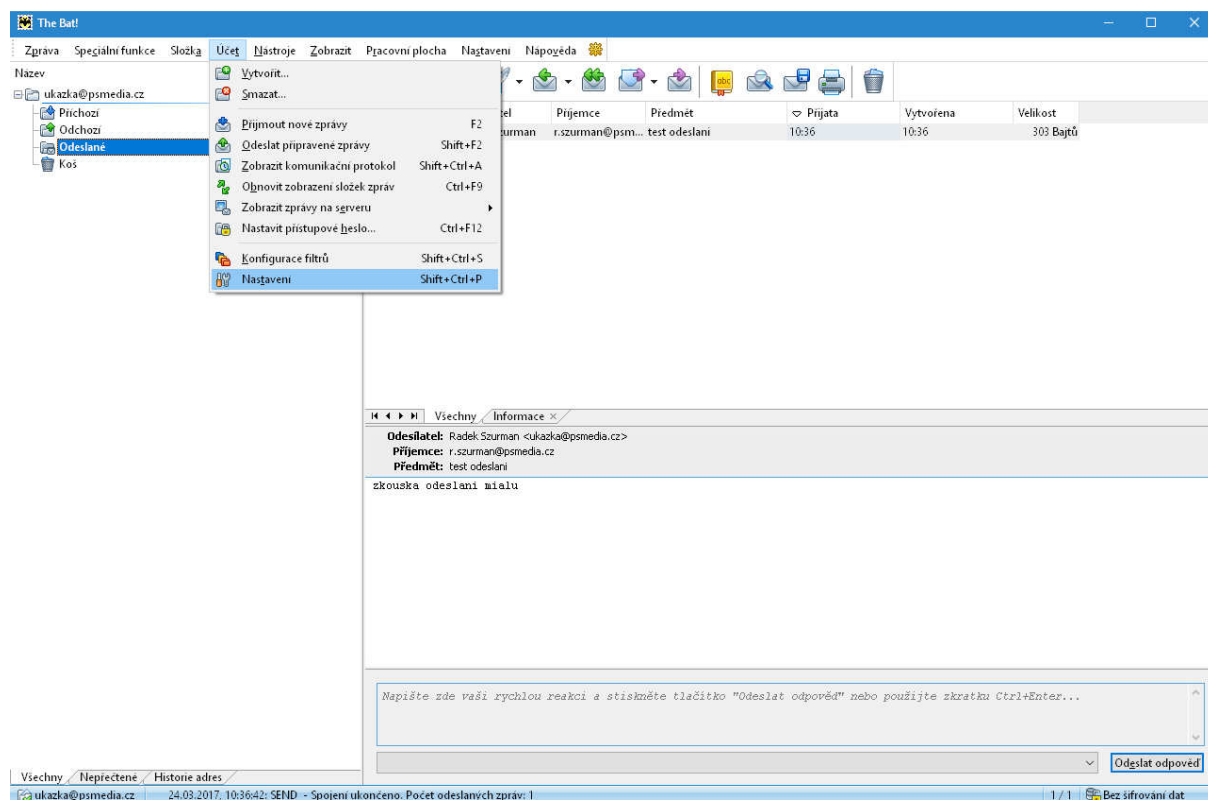 The Bat!
Zpráva Speciální funkce Složka Účet Nástroje Zobrazit Pracovní plocha Nastavení Nápověda
Název
ukazka@psmedia.cz
Příchozí
Odchozí
Odeslané
Koš
Vytvořit...
Smazat...
Přijmout nové zprávy F2
Odeslat připravené zprávy Shift+F2
Zobrazit komunikační protokol Shift+Ctrl+A
Obnovit zobrazení složek zpráv Ctrl+F9
Zobrazit zprávy na serveru
Nastavit přístupové heslo... Ctrl+F12
Konfigurace filtrů Shift+Ctrl+S
Nastavení Shift+Ctrl+P
abc
Příjemce Předmět Přijata Vytvořena Velikost
r.szurman@psm... test odeslani 10:36 10:36 303 Bajtů
Všechny Informace ×
Odesílatel: Radek Szurman <ukazka@psmedia.cz>
Příjemce: r.szurman@psmedia.cz
Předmět: test odeslani
zkouska odeslani mialu
Napište zde vaši rychlou reakci a stiskněte tlačítko "Odeslat odpověď" nebo použijte zkratku Ctrl+Enter...
Odeslat odpověď
Všechny Nepřečtené Historie adres
ukazka@psmedia.cz 24.03.2017, 10:36:42: SEND - Spojení ukončeno. Počet odeslaných zpráv: 1 1 / 1 Bez šifrování dat